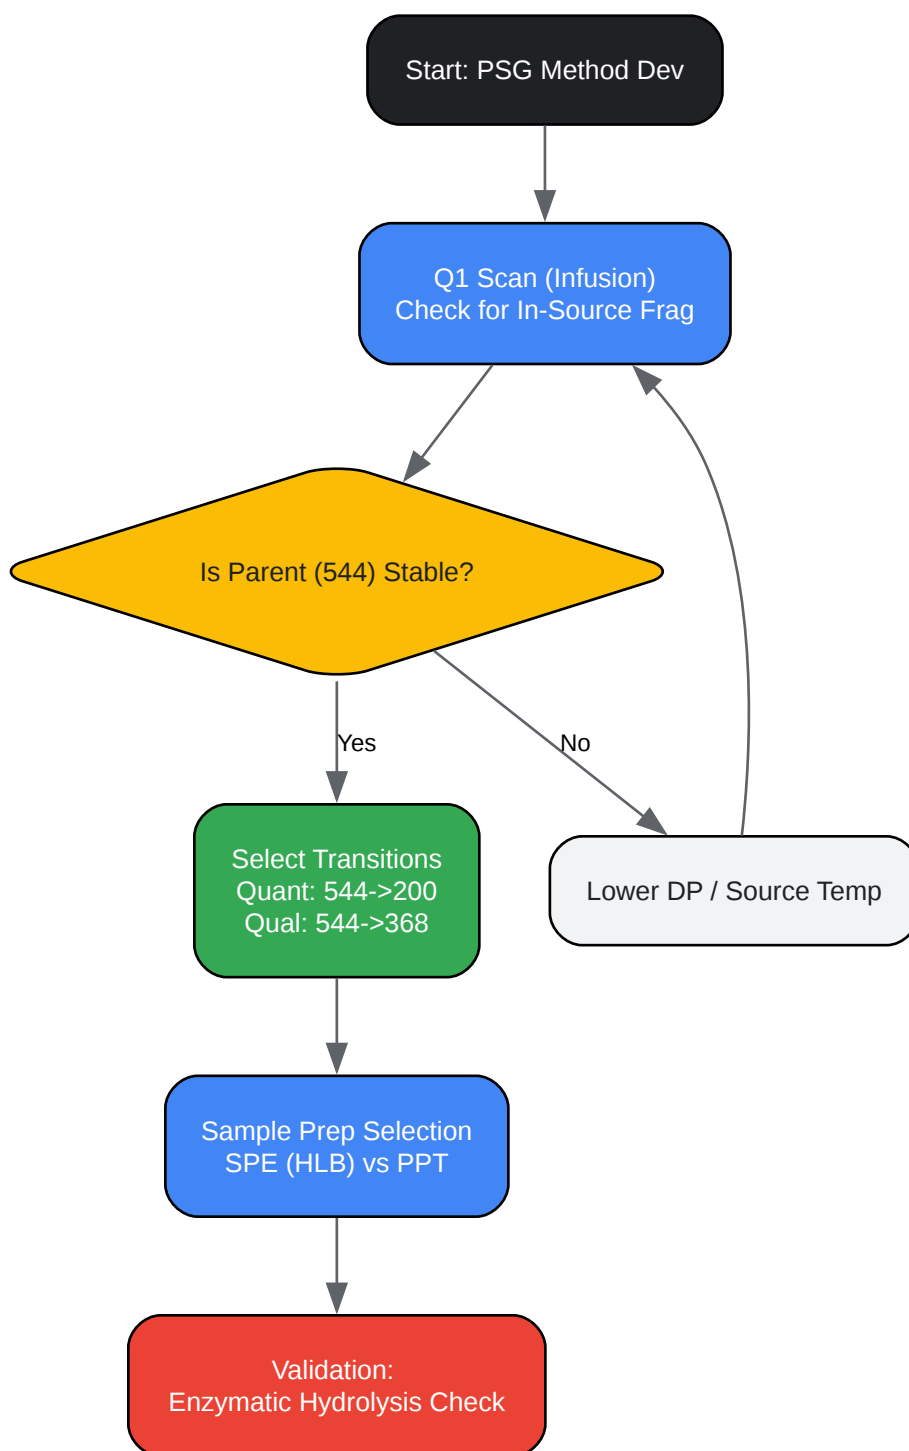 Start: PSG Method Dev
Q1 Scan (Infusion)
Check for In-Source Frag
Is Parent (544) Stable?
Yes
No
Select Transitions
Quant: 544->200
Qual: 544->368
Lower DP / Source Temp
Sample Prep Selection
SPE (HLB) vs PPT
Validation:
Enzymatic Hydrolysis Check